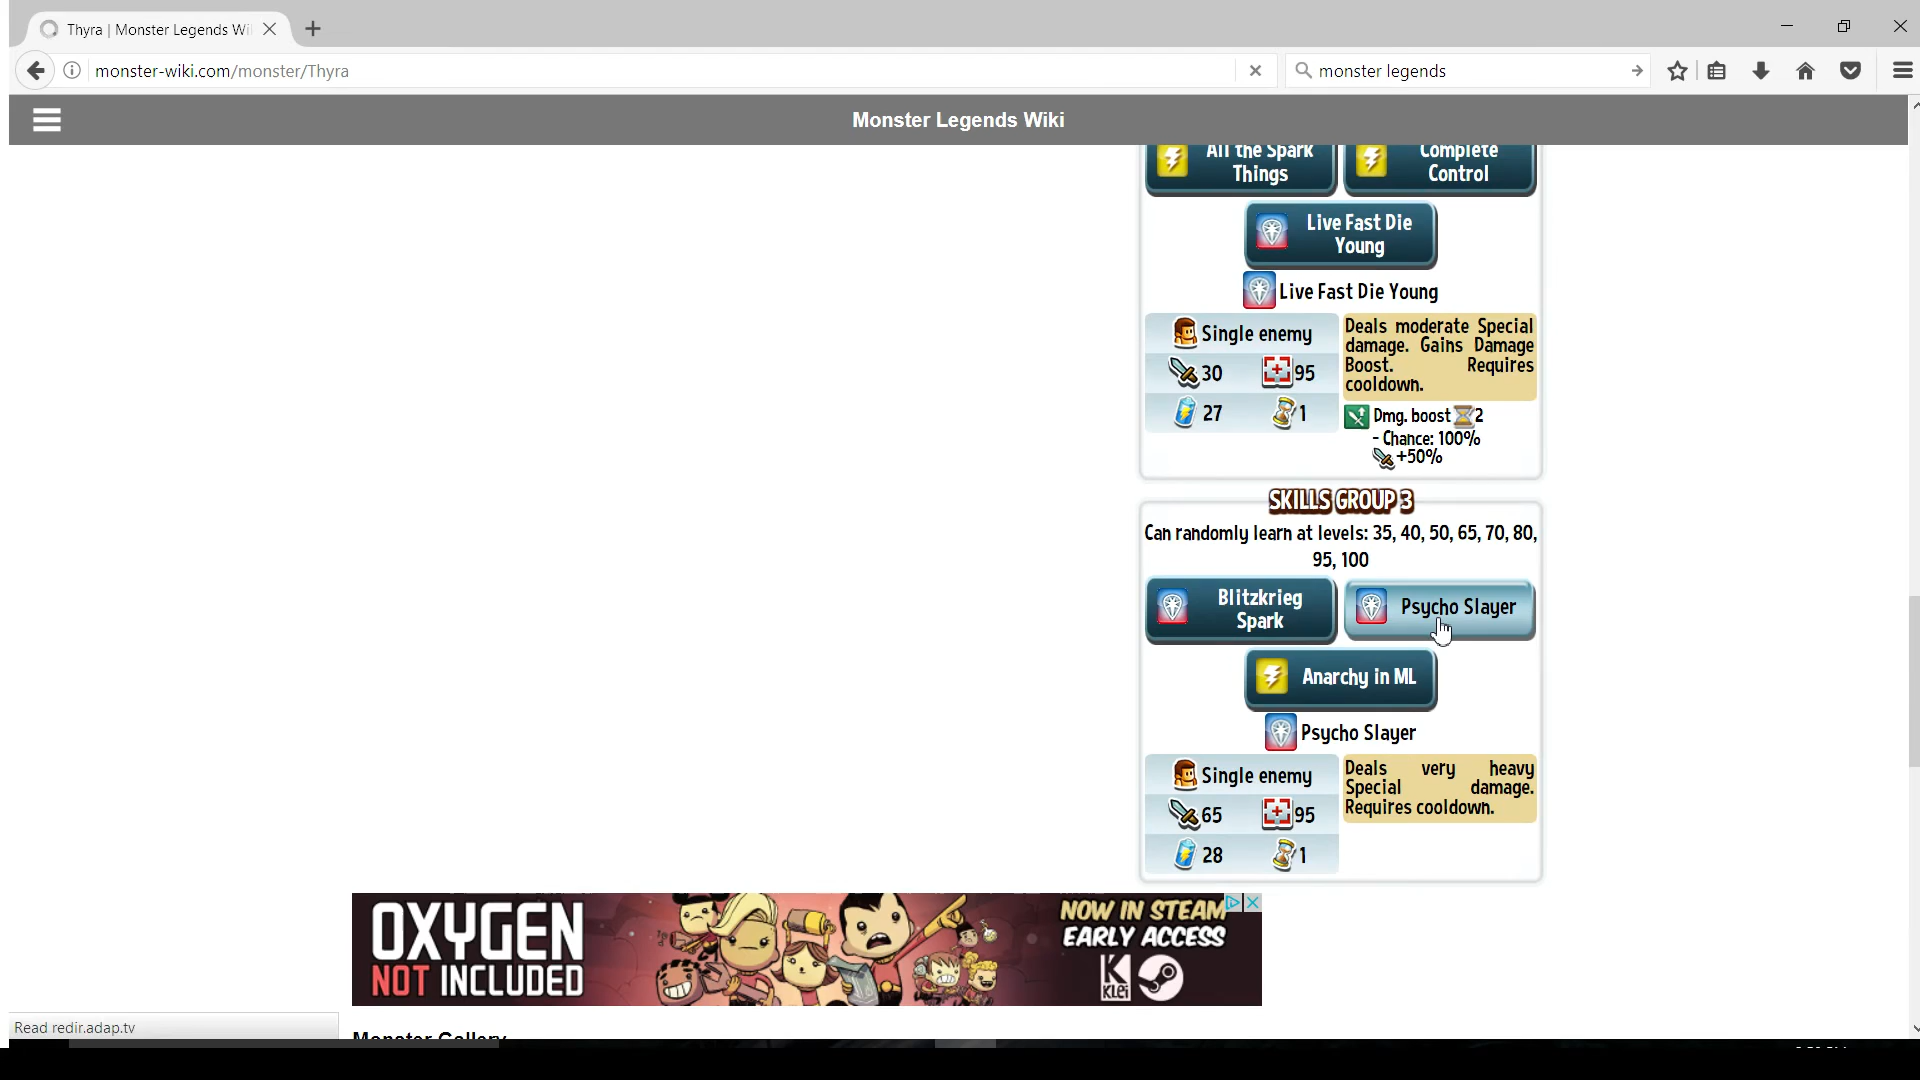 Thyra | Monster Legends Wi
monster-wiki.com/monster/Thyra
monster legends
Monster Legends Wiki
All the Spark
Things
Complete
Control
Live Fast Die
Young
Live Fast Die Young
Single enemy
30
95
27
1
Deals moderate Special
damage. Gains Damage
Boost. Requires
cooldown.
Dmg. boost 2
- Chance: 100%
+50%
SKILLS GROUP 3
Can randomly learn at levels: 35, 40, 50, 65, 70, 80,
95, 100
Blitzkrieg
Spark
Psycho Slayer
Anarchy in ML
Psycho Slayer
Single enemy
65
95
28
1
Deals very heavy
Special damage.
Requires cooldown.
OXYGEN
NOT INCLUDED
NOW IN STEAM
EARLY ACCESS
K
KLEI
Read redir.adap.tv
Monster Gallery